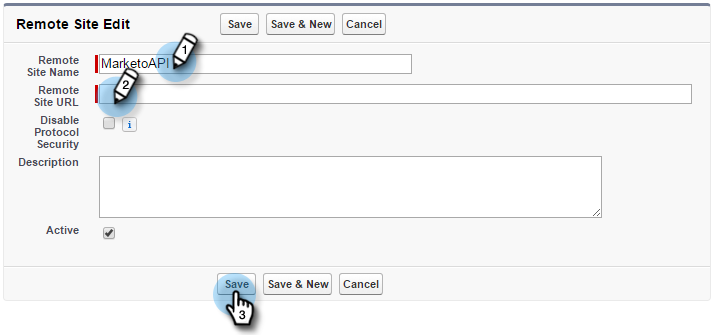 Remote Site Edit Save Save & New Cancel
Remote
Site Name MarketoAPI 1
Remote
Site URL 2
Disable
Protocol
Security i
Description
Active
Save Save & New Cancel
3